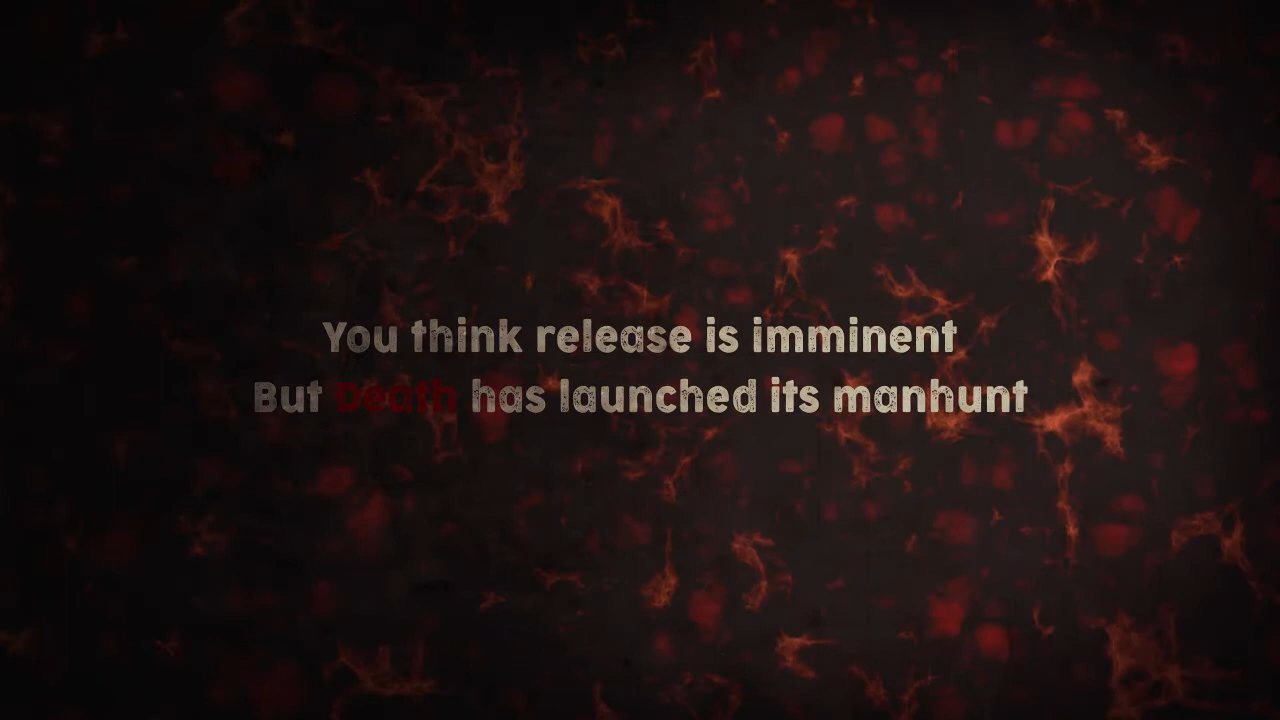 You think release is imminent
But Death has launched its manhunt